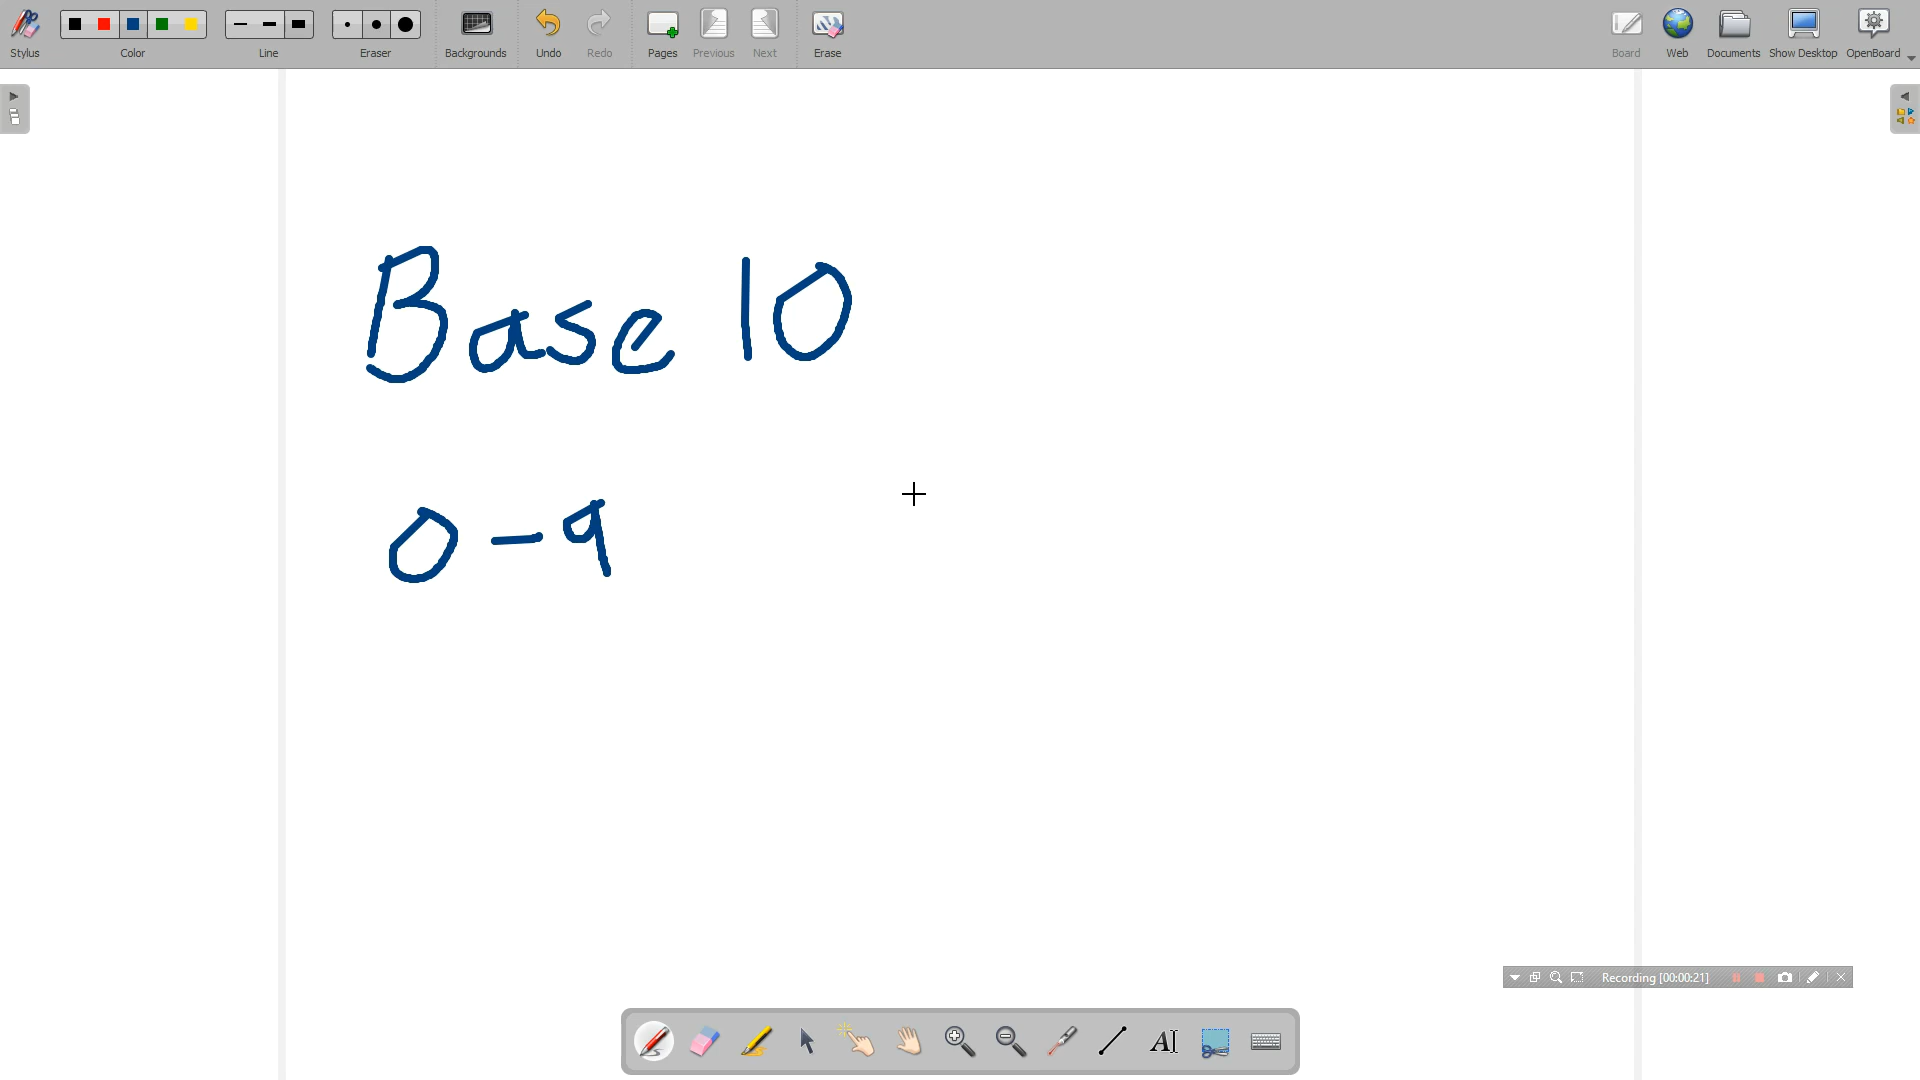 Stylus Color Line Eraser Backgrounds Undo Redo Pages Previous Next Erase Board Web Documents Show Desktop OpenBoard
Base 10
0-9
Recording [00:00:21]
AI